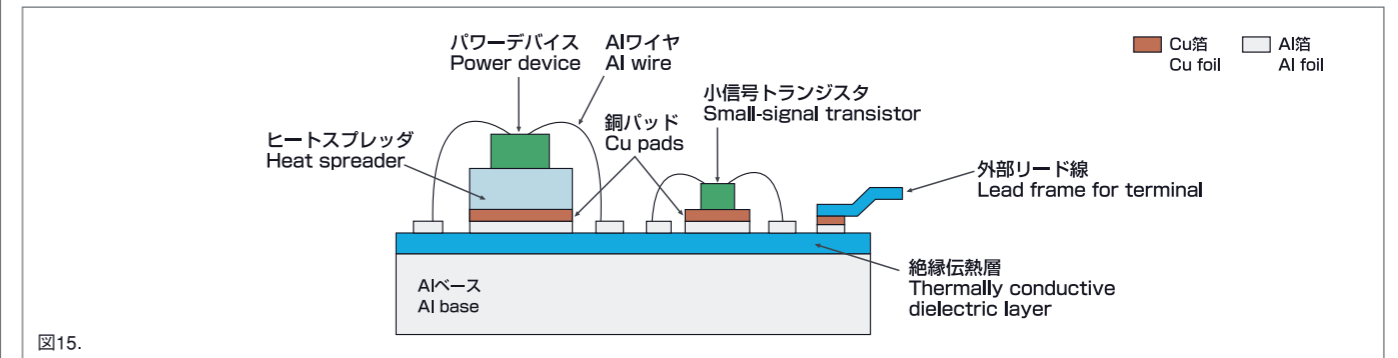 パワーデバイス
Power device
Alワイヤ
Al wire
Cu箔
Cu foil
Al箔
Al foil
小信号トランジスタ
Small-signal transistor
銅パッド
Cu pads
ヒートスプレッダ
Heat spreader
外部リード線
Lead frame for terminal
絶縁伝熱層
Thermally conductive
dielectric layer
Alベース
Al base
図15.